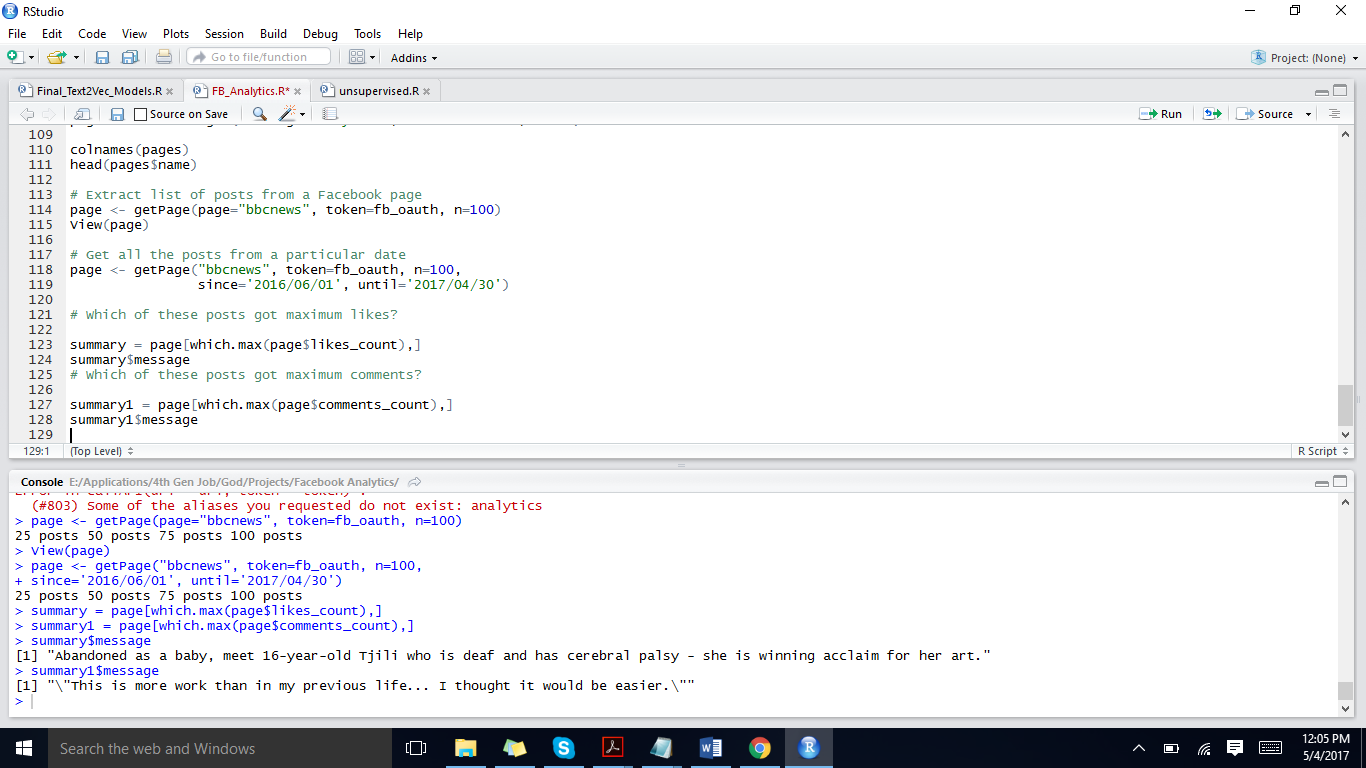 RStudio
File Edit Code View Plots Session Build Debug Tools Help
Go to file/function Addins Project: (None)
Final_Text2Vec_Models.R FB_Analytics.R* unsupervised.R
Source on Save Run Source
109
110 colnames(pages)
111 head(pages$name)
112
113 # Extract list of posts from a Facebook page
114 page <- getPage(page="bbcnews", token=fb_oauth, n=100)
115 View(page)
116
117 # Get all the posts from a particular date
118 page <- getPage("bbcnews", token=fb_oauth, n=100,
119 since='2016/06/01', until='2017/04/30')
120
121 # Which of these posts got maximum likes?
122
123 summary = page[which.max(page$likes_count),]
124 summary$message
125 # Which of these posts got maximum comments?
126
127 summary1 = page[which.max(page$comments_count),]
128 summary1$message
129
129:1 (Top Level) R Script
Console E:/Applications/4th Gen Job/God/Projects/Facebook Analytics/
(#803) Some of the aliases you requested do not exist: analytics
> page <- getPage(page="bbcnews", token=fb_oauth, n=100)
25 posts 50 posts 75 posts 100 posts
> View(page)
> page <- getPage("bbcnews", token=fb_oauth, n=100,
+ since='2016/06/01', until='2017/04/30')
25 posts 50 posts 75 posts 100 posts
> summary = page[which.max(page$likes_count),]
> summary1 = page[which.max(page$comments_count),]
> summary$message
[1] "Abandoned as a baby, meet 16-year-old Tjili who is deaf and has cerebral palsy - she is winning acclaim for her art."
> summary1$message
[1] "\"This is more work than in my previous life... I thought it would be easier.\""
>
Search the web and Windows
12:05 PM
5/4/2017